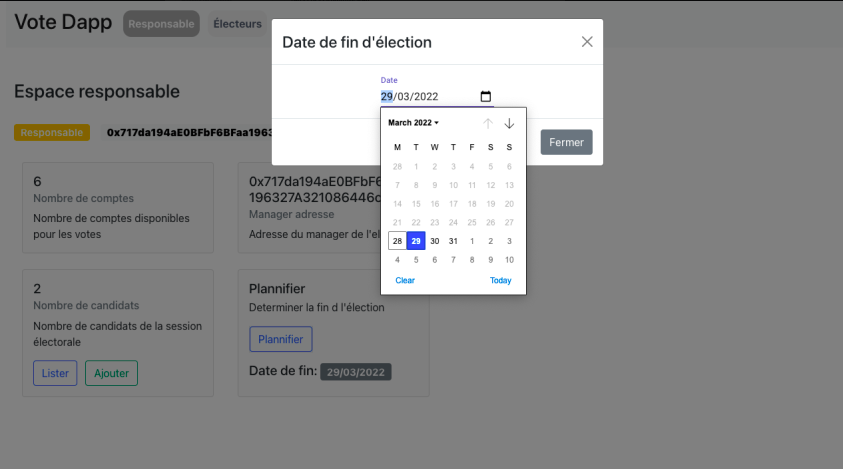 Vote Dapp Responsable Électeurs
Date de fin d'élection
Date
29/03/2022
March 2022
M T W T F S S
28 1 2 3 4 5 6
7 8 9 10 11 12 13
14 15 16 17 18 19 20
21 22 23 24 25 26 27
28 29 30 31 1 2 3
4 5 6 7 8 9 10
Clear Today
Fermer
Espace responsable
Responsable 0x717da194aE0BFbF6BFaa1963
6
Nombre de comptes
Nombre de comptes disponibles
pour les votes
0x717da194aE0BFbF6
196327A321086446c
Manager adresse
Adresse du manager de l'el
2
Nombre de candidats
Nombre de candidats de la session
électorale
Lister Ajouter
Plannifier
Determiner la fin d l'élection
Plannifier
Date de fin: 29/03/2022